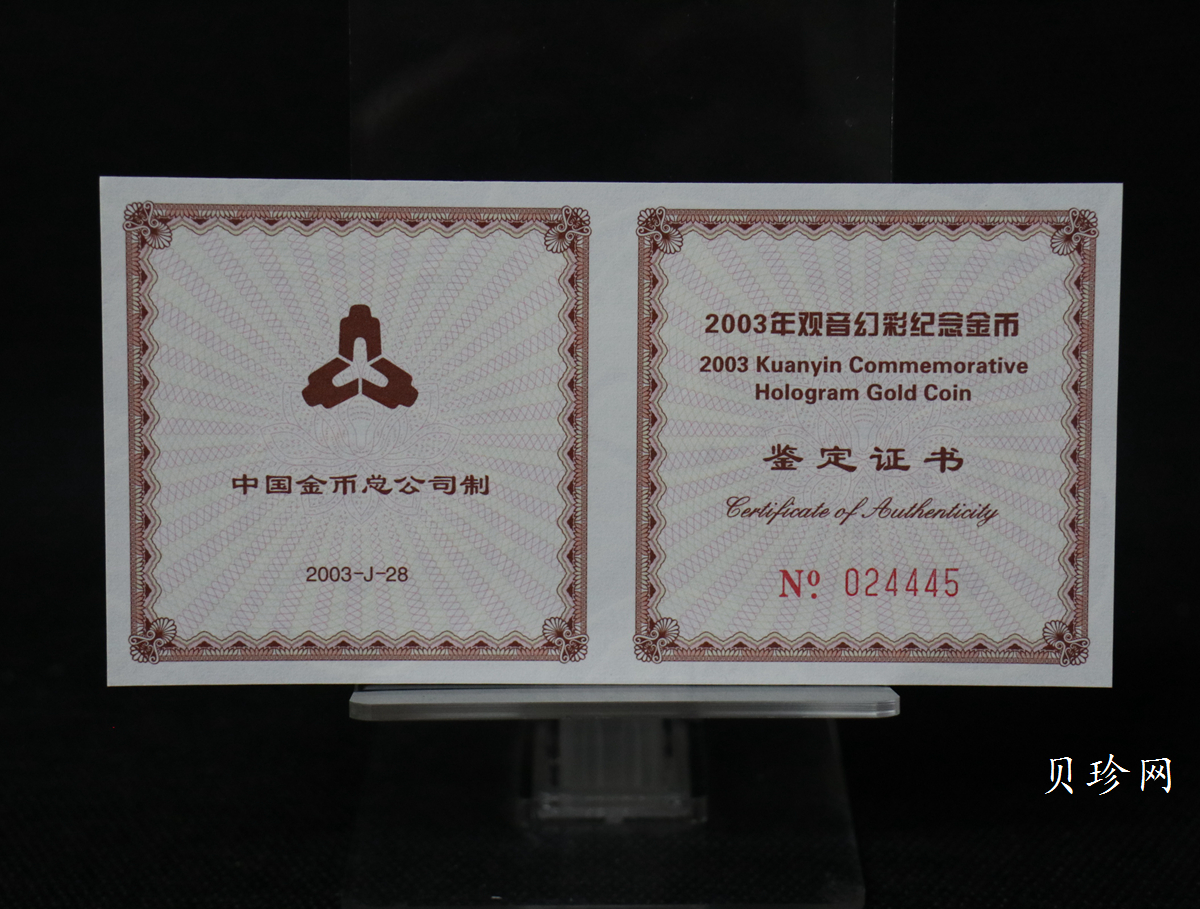 中国金币总公司制
2003-J-28
2003年观音幻彩纪念金币
2003 Kuanyin Commemorative
Hologram Gold Coin
鉴定证书
Certificate of Authenticity
Nº. 024445
贝珍网